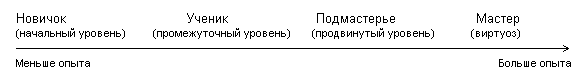 Новичок Ученик Подмастерье Мастер
(начальный уровень) (промежуточный уровень) (продвинутый уровень) (виртуоз)
Меньше опыта Больше опыта